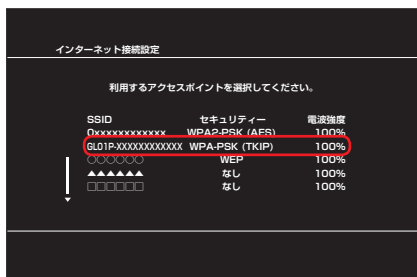 インターネット接続設定
利用するアクセスポイントを選択してください。
SSID セキュリティー 電波強度
0xxxxxxxxxxxx WPA2-PSK (AES) 100%
GL01P-XXXXXXXXXXXX WPA-PSK (TKIP) 100%
○○○○○○ WEP 100%
▲▲▲▲▲▲ なし 100%
□□□□□□ なし 100%